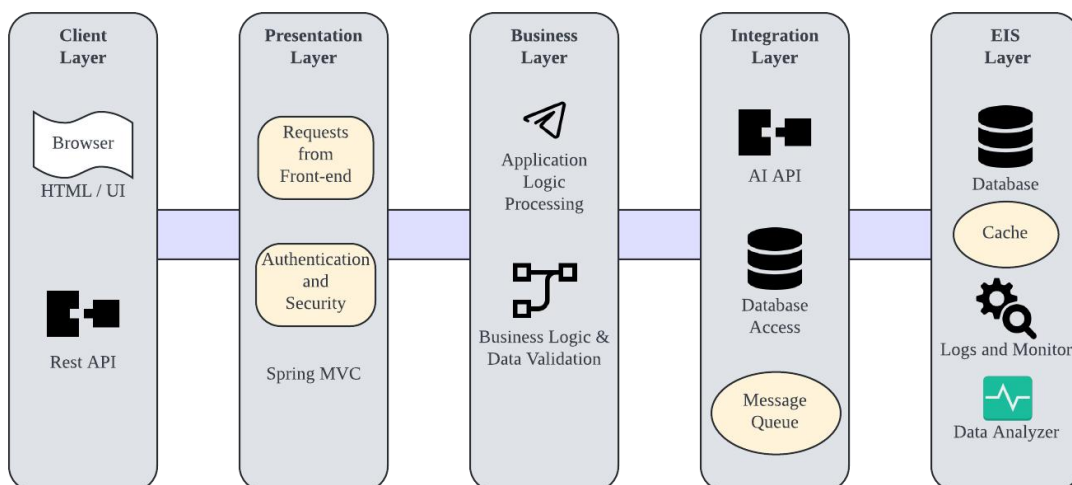 Client
Layer
Browser
HTML / UI
Rest API
Presentation
Layer
Requests
from
Front-end
Authentication
and
Security
Spring MVC
Business
Layer
Application
Logic
Processing
Business Logic &
Data Validation
Integration
Layer
AI API
Database
Access
Message
Queue
EIS
Layer
Database
Cache
Logs and Monitor
Data Analyzer